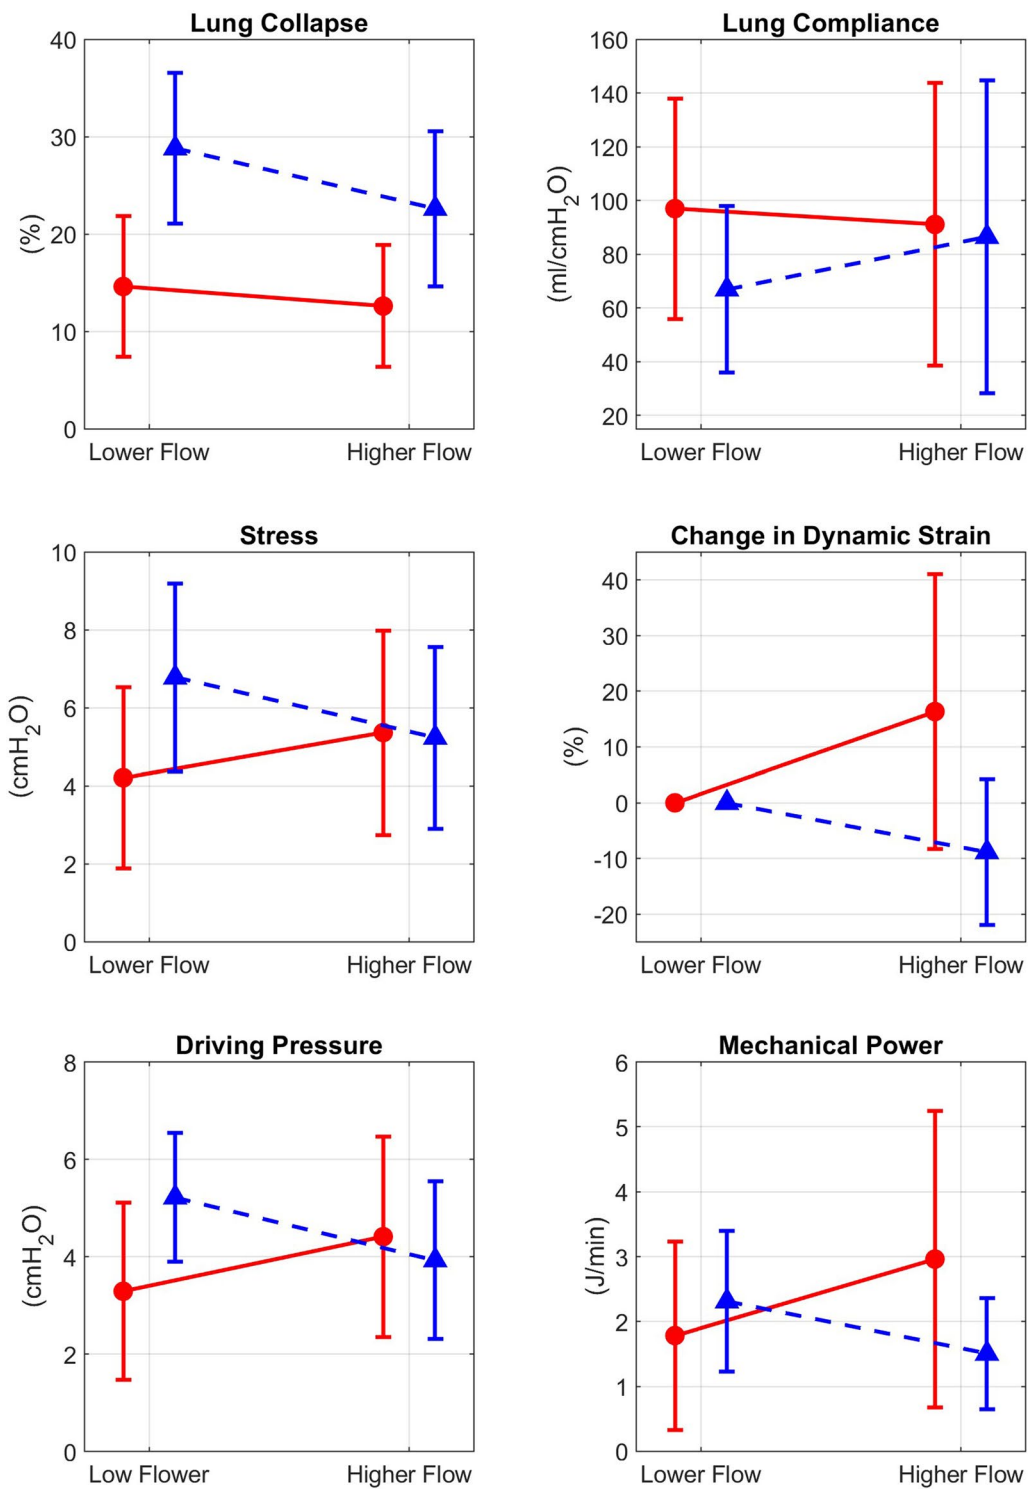 Lung Collapse
40
30
20
10
0
(%)
Lower Flow
Higher Flow
Lung Compliance
160
140
120
100
80
60
40
20
(ml/cmH2O)
Lower Flow
Higher Flow
Stress
10
8
6
4
2
0
(cmH2O)
Lower Flow
Higher Flow
Change in Dynamic Strain
40
30
20
10
0
-10
-20
(%)
Lower Flow
Higher Flow
Driving Pressure
8
6
4
2
0
(cmH2O)
Low Flower
Higher Flow
Mechanical Power
6
5
4
3
2
1
0
(J/min)
Lower Flow
Higher Flow